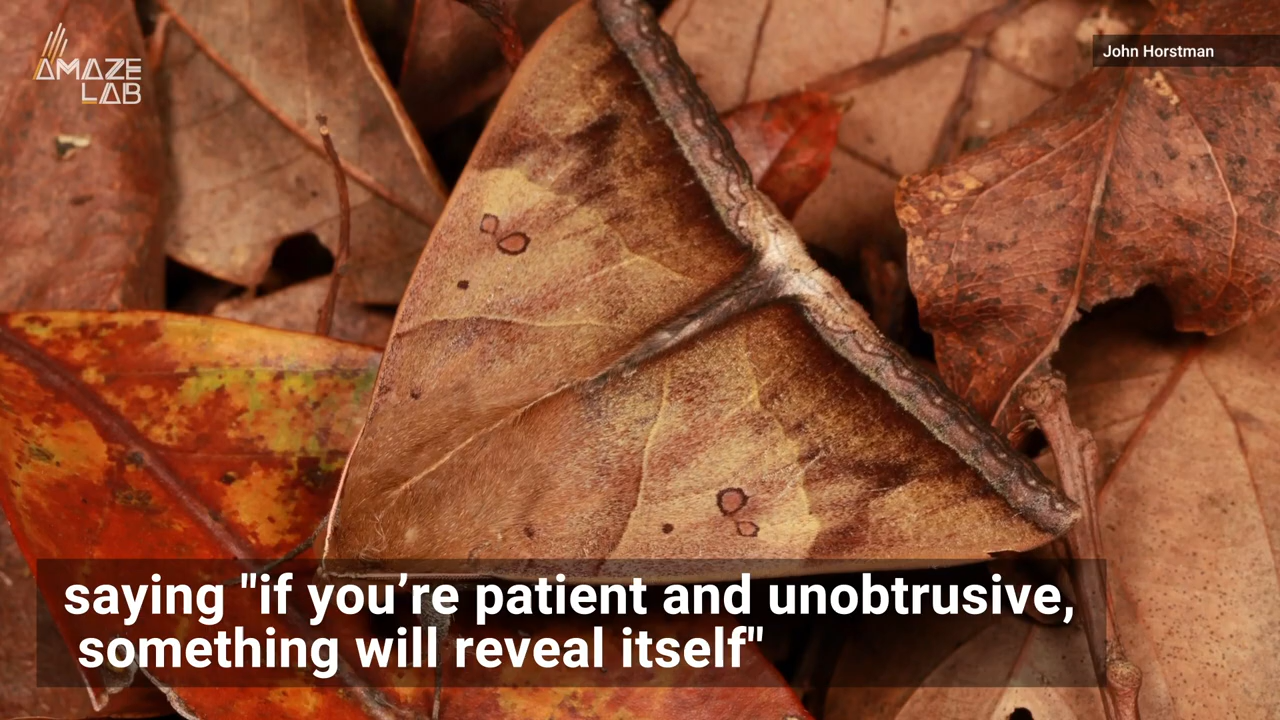 AMAZE
LAB
John Horstman
saying "if you’re patient and unobtrusive,
something will reveal itself"